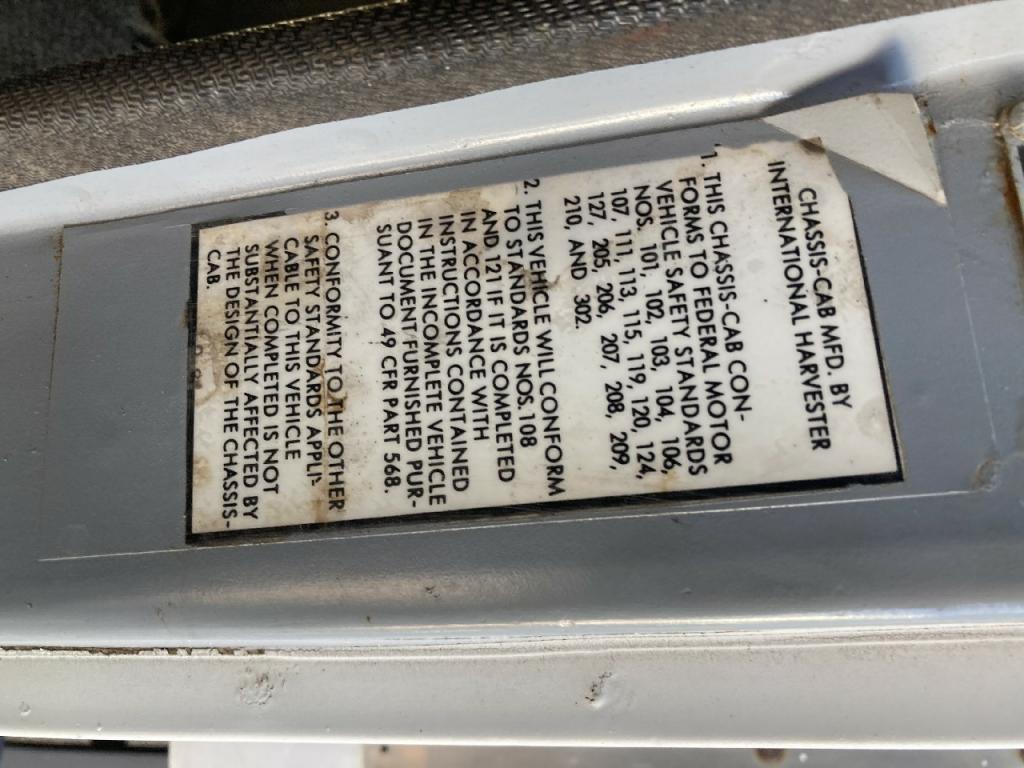 CHASSIS-CAB MFD. BY
INTERNATIONAL HARVESTER
1. THIS CHASSIS-CAB CON-
FORMS TO FEDERAL MOTOR
VEHICLE SAFETY STANDARDS
NOS. 101, 102, 103, 104, 106,
107, 111, 113, 115, 119, 120, 124,
127, 205, 206, 207, 208, 209,
210, AND 302.
2. THIS VEHICLE WILL CONFORM
TO STANDARDS NOS. 108
AND 121 IF IT IS COMPLETED
IN ACCORDANCE WITH
INSTRUCTIONS CONTAINED
IN THE INCOMPLETE VEHICLE
DOCUMENT FURNISHED PUR-
SUANT TO 49 CFR PART 568.
3. CONFORMITY TO THE OTHER
SAFETY STANDARDS APPLI-
CABLE TO THIS VEHICLE
WHEN COMPLETED IS NOT
SUBSTANTIALLY AFFECTED BY
THE DESIGN OF THE CHASSIS-
CAB.